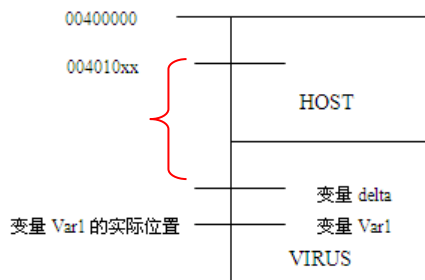 00400000
004010xx
HOST
变量 delta
变量 Var1 的实际位置 变量 Var1
VIRUS